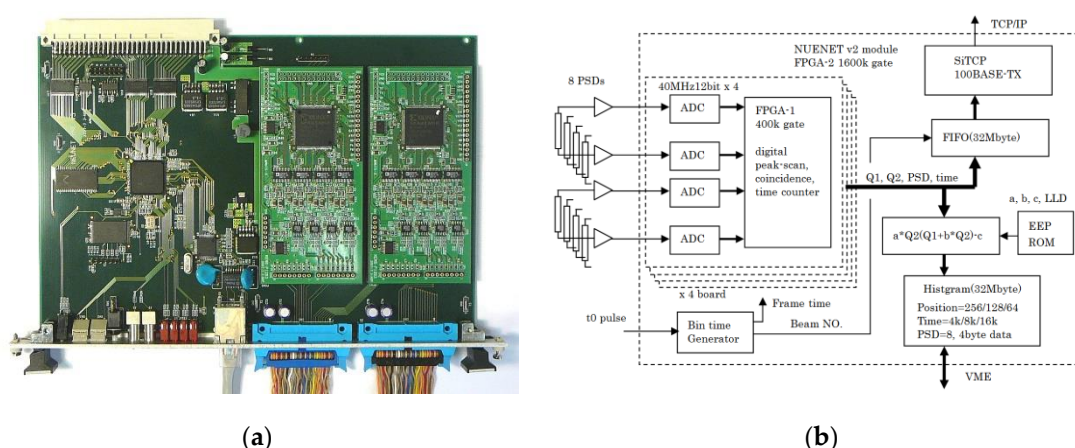 TCP/IP
NUENET v2 module
FPGA-2 1600k gate
SiTCP
100BASE-TX
8 PSDs
40MHz12bit x 4
ADC
FPGA-1
400k gate
FIFO(32Mbyte)
ADC
digital
peak-scan,
coincidence,
time counter
Q1, Q2, PSD, time
ADC
a, b, c, LLD
ADC
a*Q2(Q1+b*Q2)-c
EEP
ROM
x 4 board
Histgram(32Mbyte)
Position=256/128/64
Time=4k/8k/16k
PSD=8, 4byte data
Frame time
t0 pulse
Bin time
Generator
Beam NO.
VME
(a)
(b)